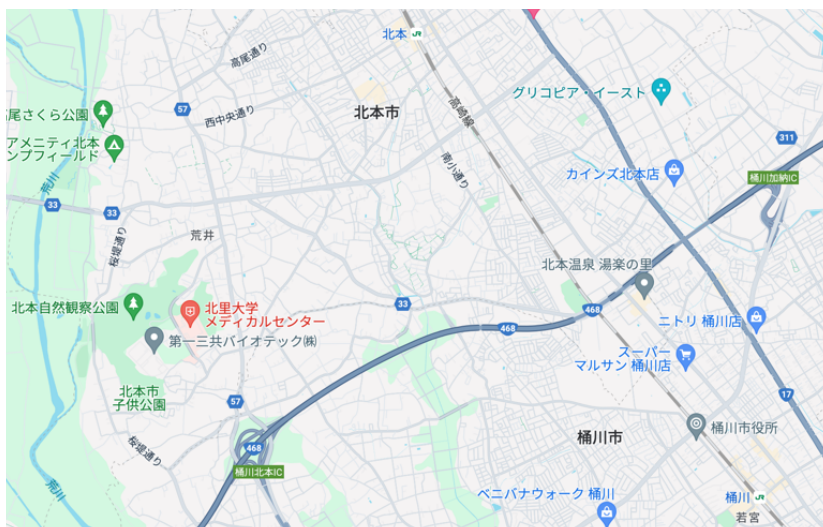 北本
JR
高尾通り
高崎線
グリコピア・イースト
57
尾さくら公園
西中央通り
北本市
アメニティ北本
ンプフィールド
南小通り
311
カインズ北本店
桶川加納IC
荒川
33
33
桜堤通り
荒井
北本温泉 湯楽の里
北本自然観察公園
北里大学
メディカルセンター
33
468
468
ニトリ 桶川店
第一三共バイオテック㈱
スーパー
マルサン 桶川店
北本市
子供公園
57
17
桜堤通り
468
桶川北本IC
桶川市
桶川市役所
荒川
ベニバナウォーク 桶川
桶川
JR
若宮